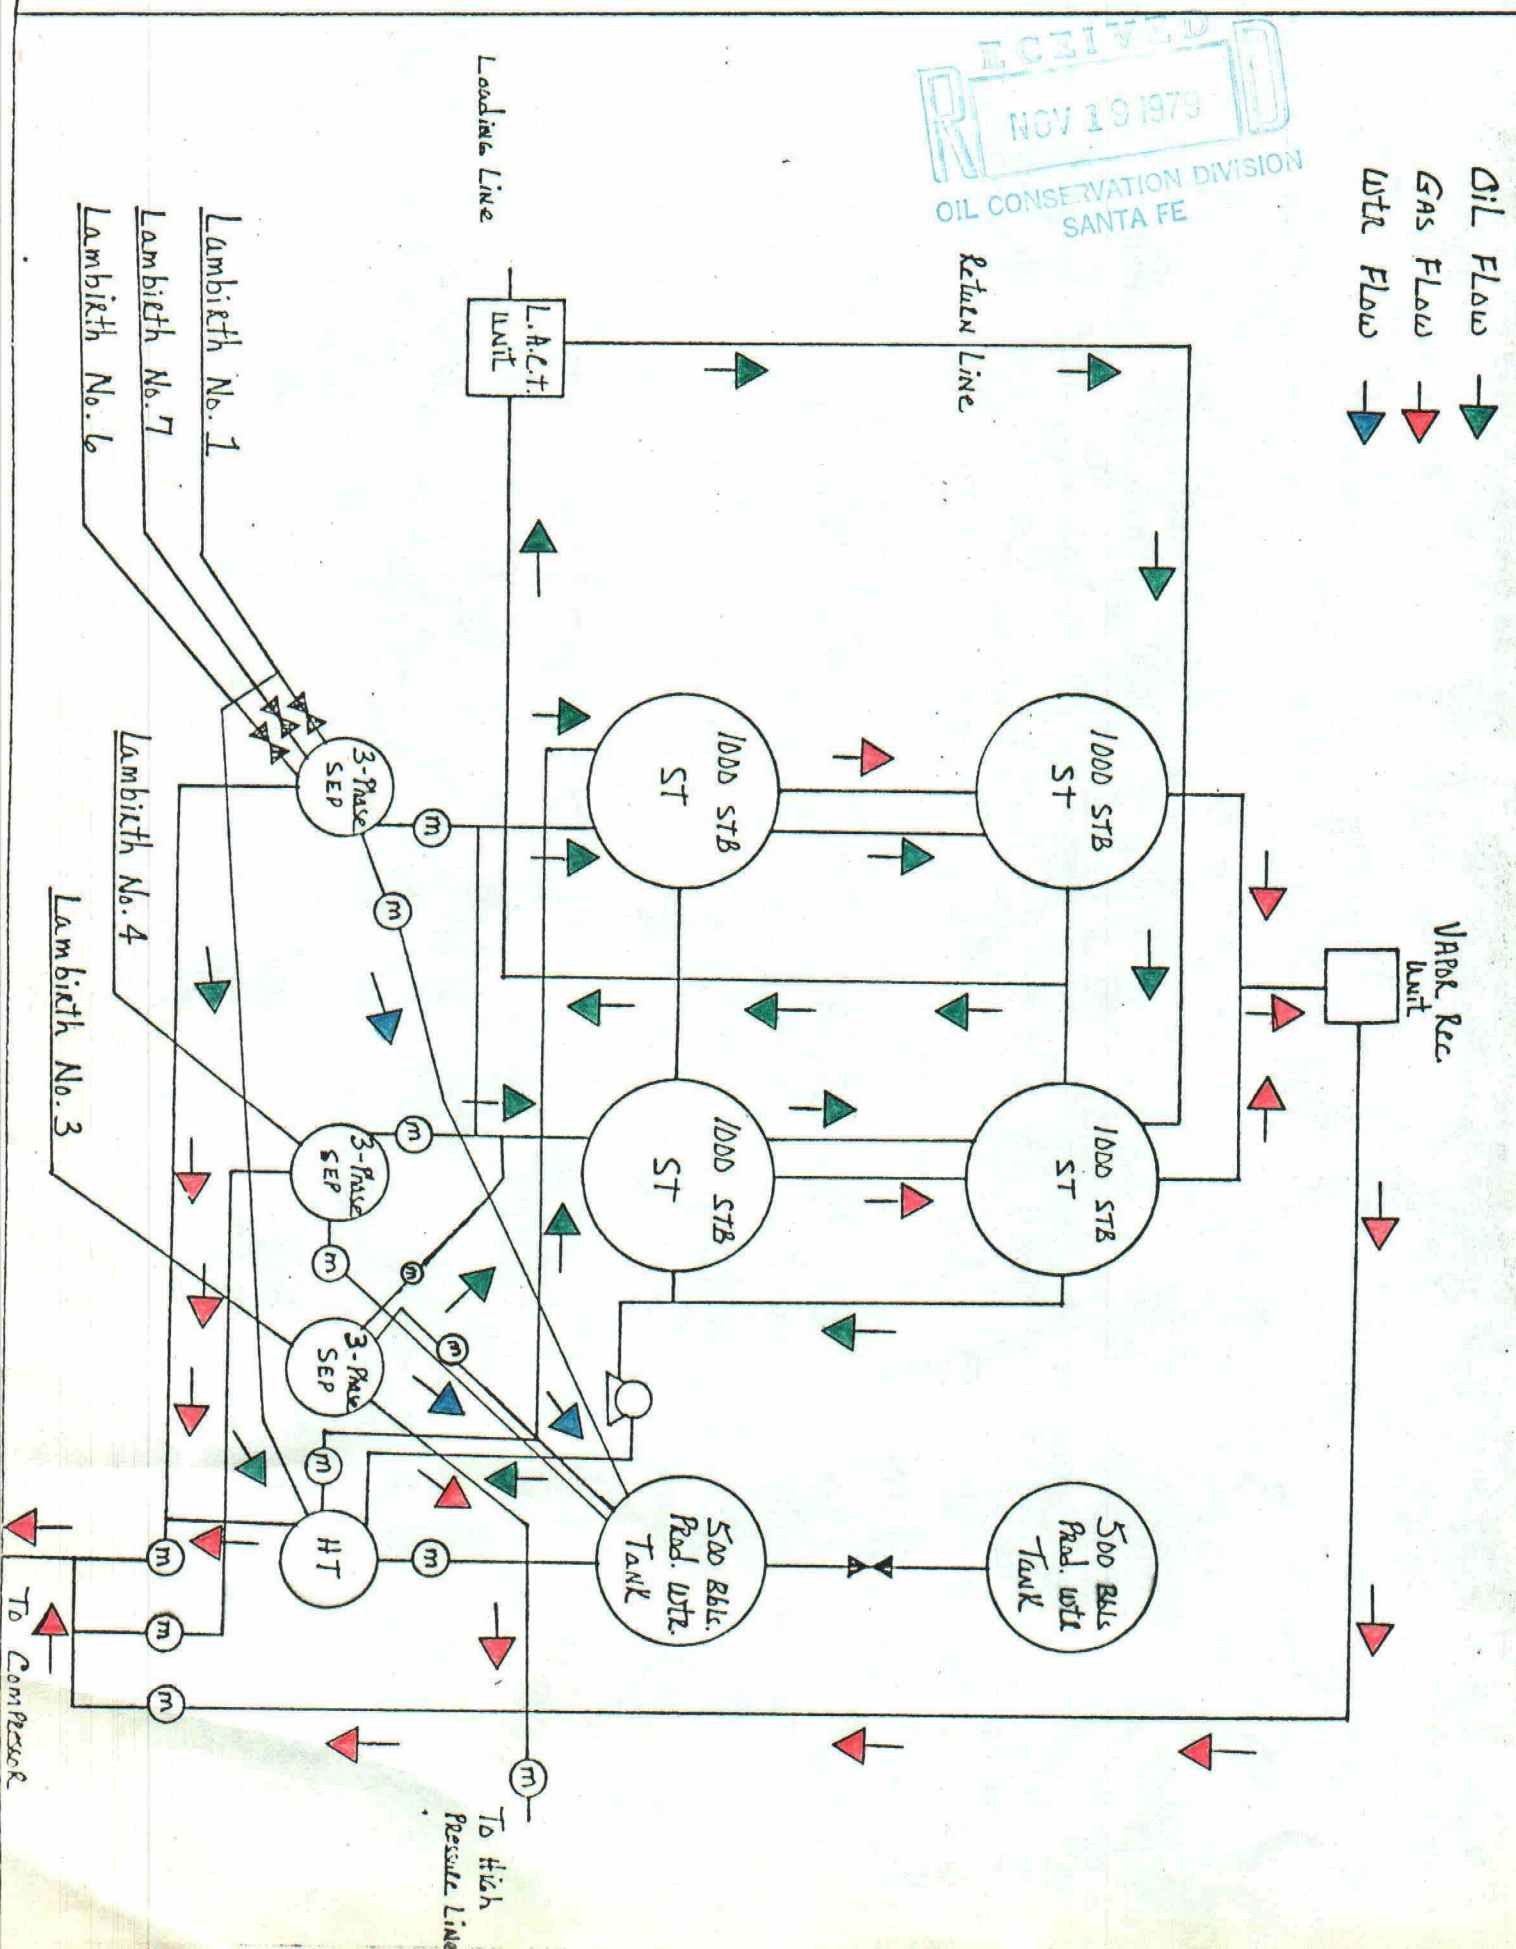 Oil Flow
Gas Flow
Wtr Flow
RECEIVED
NOV 19 1979
OIL CONSERVATION DIVISION
SANTA FE
Vapor Rec.
Unit
Return Line
Loading Line
L.A.C.T.
Unit
1000 STB
ST
1000 STB
ST
1000 STB
ST
1000 STB
ST
500 Bbls
Prod. Wtr
Tank
500 Bbls.
Prod. Wtr.
Tank
3-Phase
SEP
3-Phase
SEP
3-Phase
SEP
HT
m
m
m
m
m
m
m
m
m
m
m
m
Lambirth No. 1
Lambirth No. 7
Lambirth No. 6
Lambirth No. 4
Lambirth No. 3
To High
Pressure Line
To Compressor